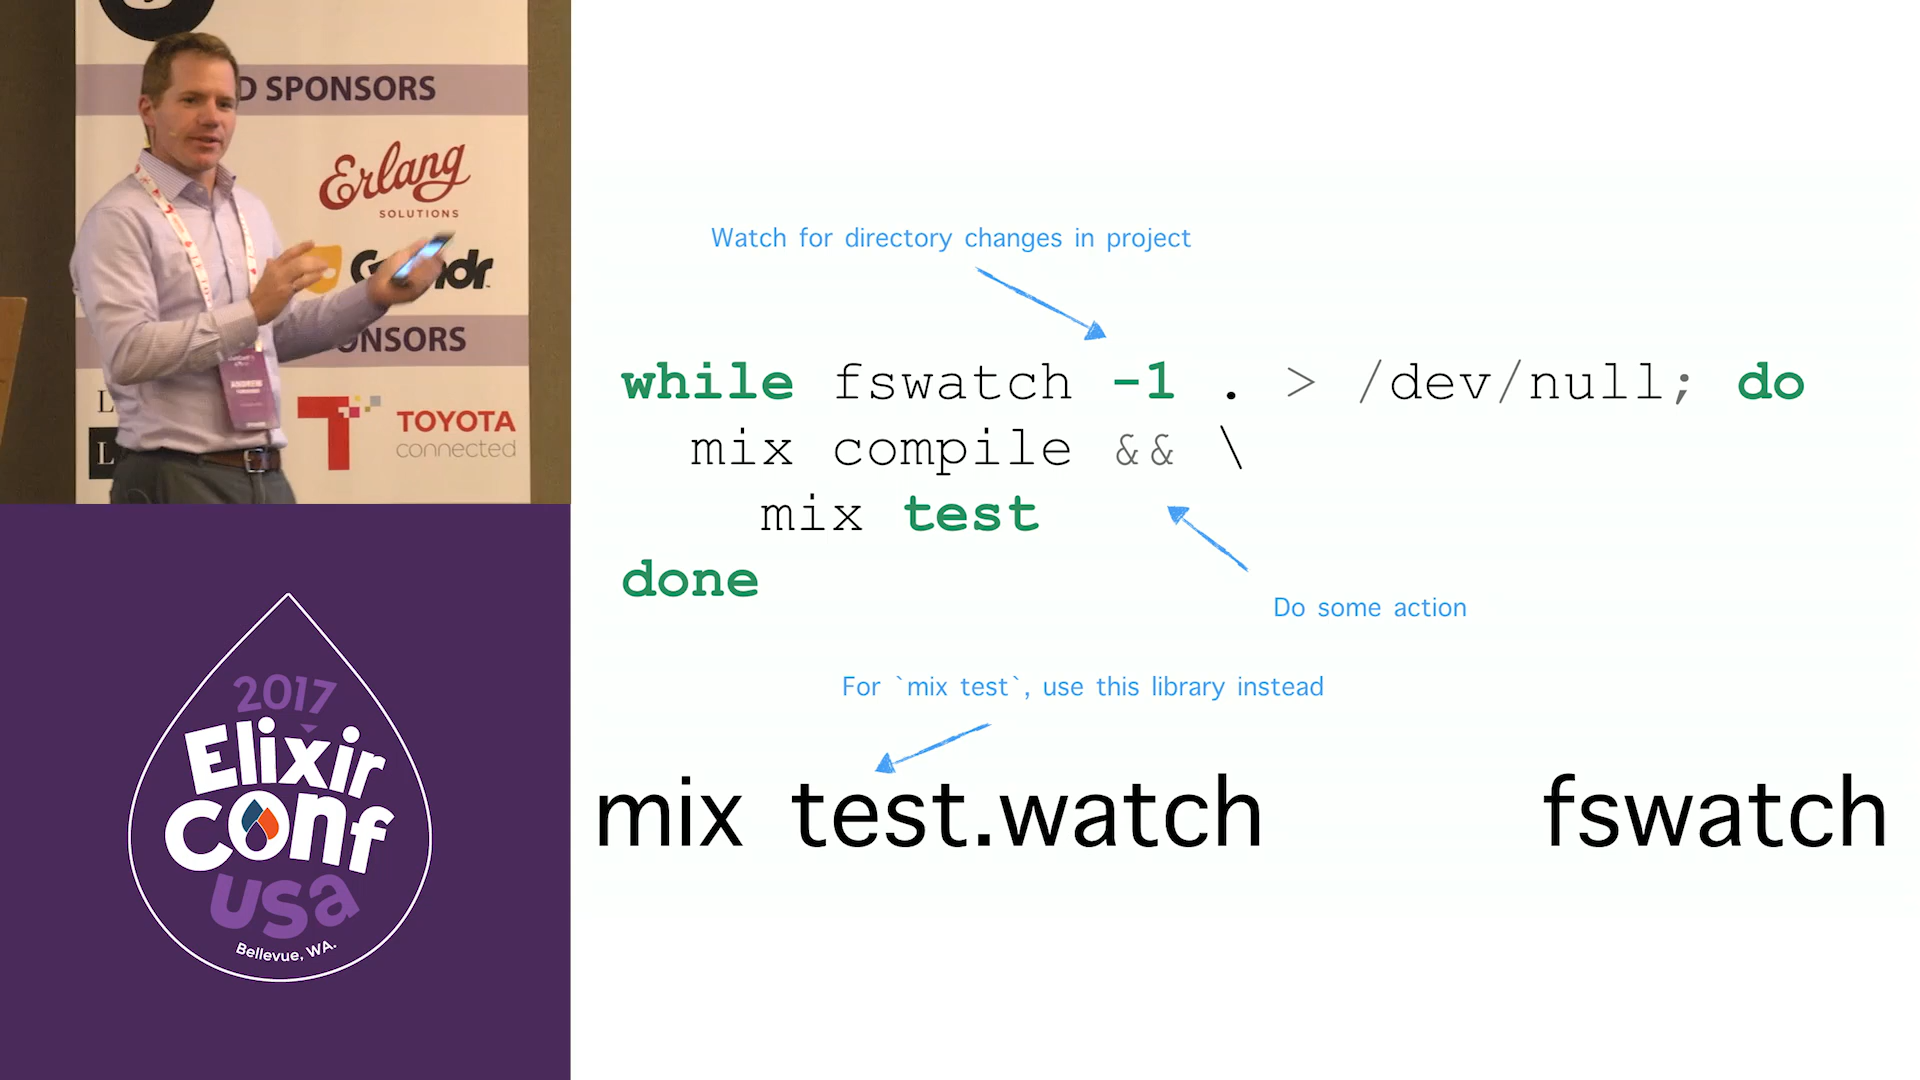 D SPONSORS
Erlang
SOLUTIONS
ONSORS
TOYOTA
connected
ANDREW
2017
Elixir
conf
usa
Bellevue, WA.
Watch for directory changes in project
while fswatch -1 . > /dev/null; do
mix compile && \
mix test
done
Do some action
For `mix test`, use this library instead
mix test.watch
fswatch